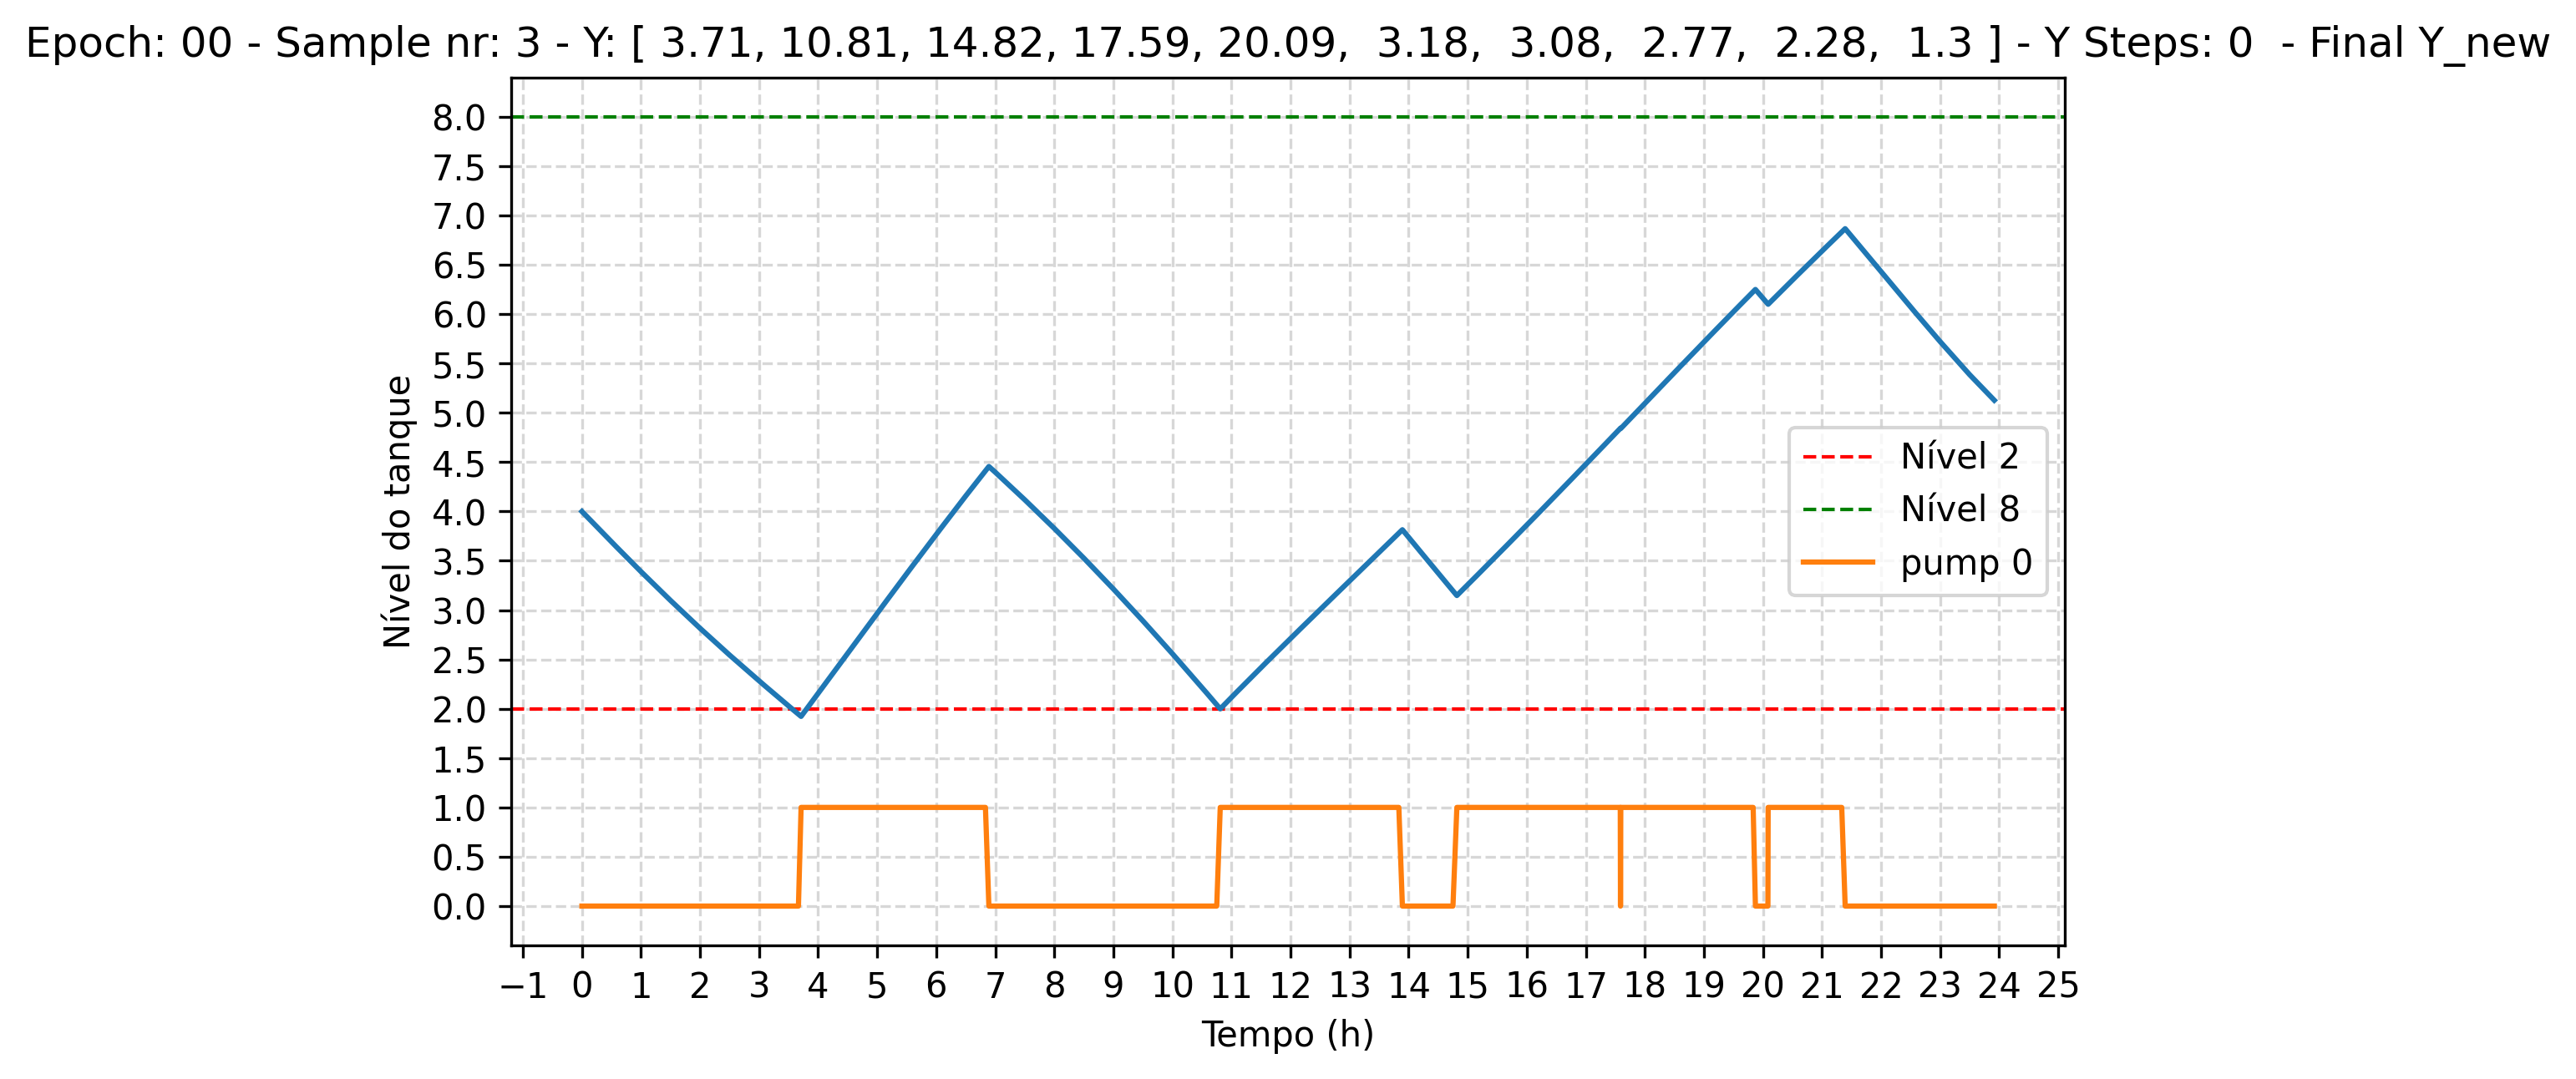 Epoch: 00 - Sample nr: 3 - Y: [ 3.71, 10.81, 14.82, 17.59, 20.09,  3.18,  3.08,  2.77,  2.28,  1.3 ] - Y Steps: 0  - Final Y_new
8.0
7.5
7.0
6.5
6.0
5.5
5.0
4.5
4.0
3.5
3.0
2.5
2.0
1.5
1.0
0.5
0.0
Nível do tanque
Nível 2
Nível 8
pump 0
−1 0 1 2 3 4 5 6 7 8 9 10 11 12 13 14 15 16 17 18 19 20 21 22 23 24 25
Tempo (h)